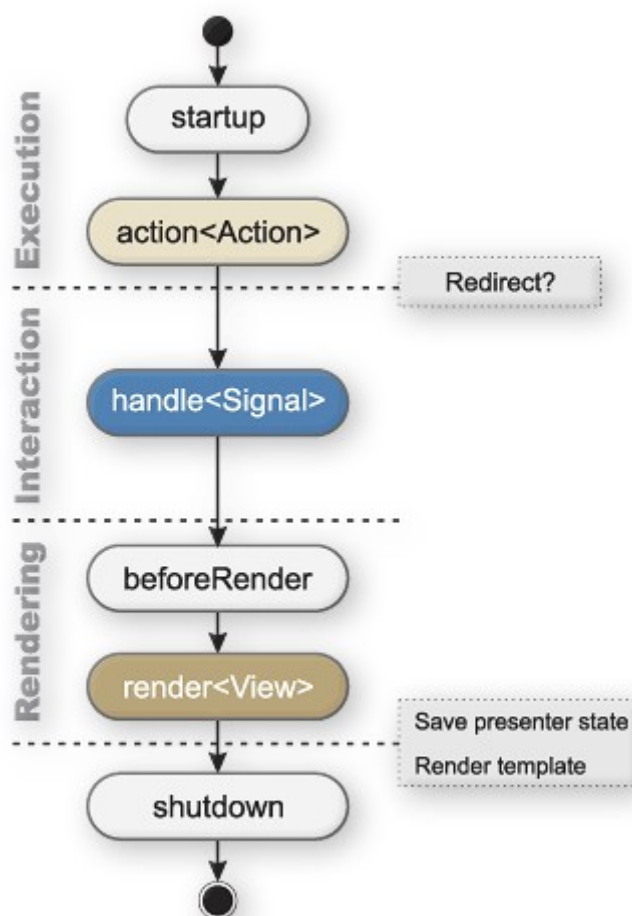 Execution
startup
action<Action>
Redirect?
Interaction
handle<Signal>
Rendering
beforeRender
render<View>
Save presenter state
Render template
shutdown